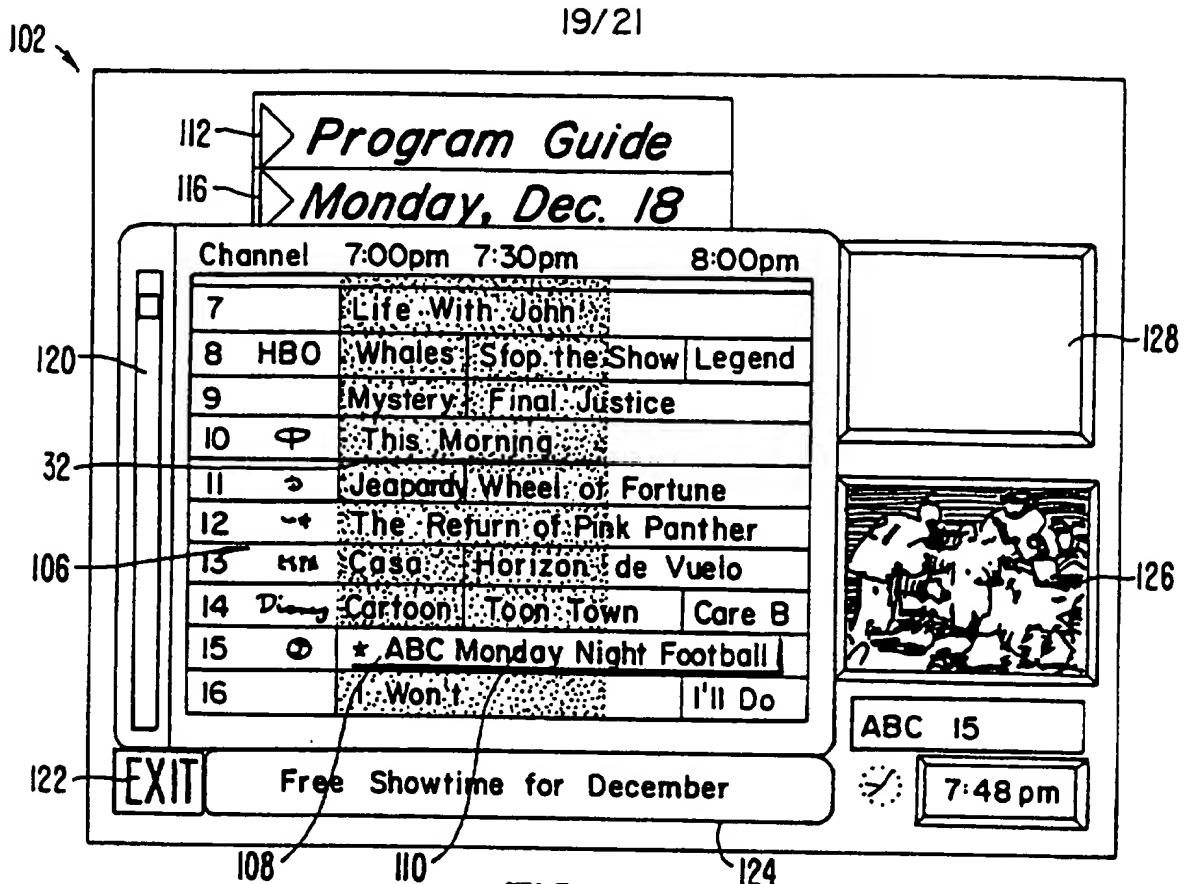 19/21
102
112 Program Guide
116 Monday, Dec. 18
Channel 7:00pm 7:30pm 8:00pm
7 Life With John
8 HBO Whales Sfop the Show Legend
128
120
9 Mystery Final Justice
10 This Morning
32
11 Jeapardy Wheel of Fortune
12 The Return of Pink Panther
106
13 Casa Horizon de Vuelo
126
14 Disney Cartoon Toon Town Care B
15 * ABC Monday Night Football
16 I Won't I'll Do
ABC 15
122 EXIT Free Showtime for December 7:48 pm
108 110 124